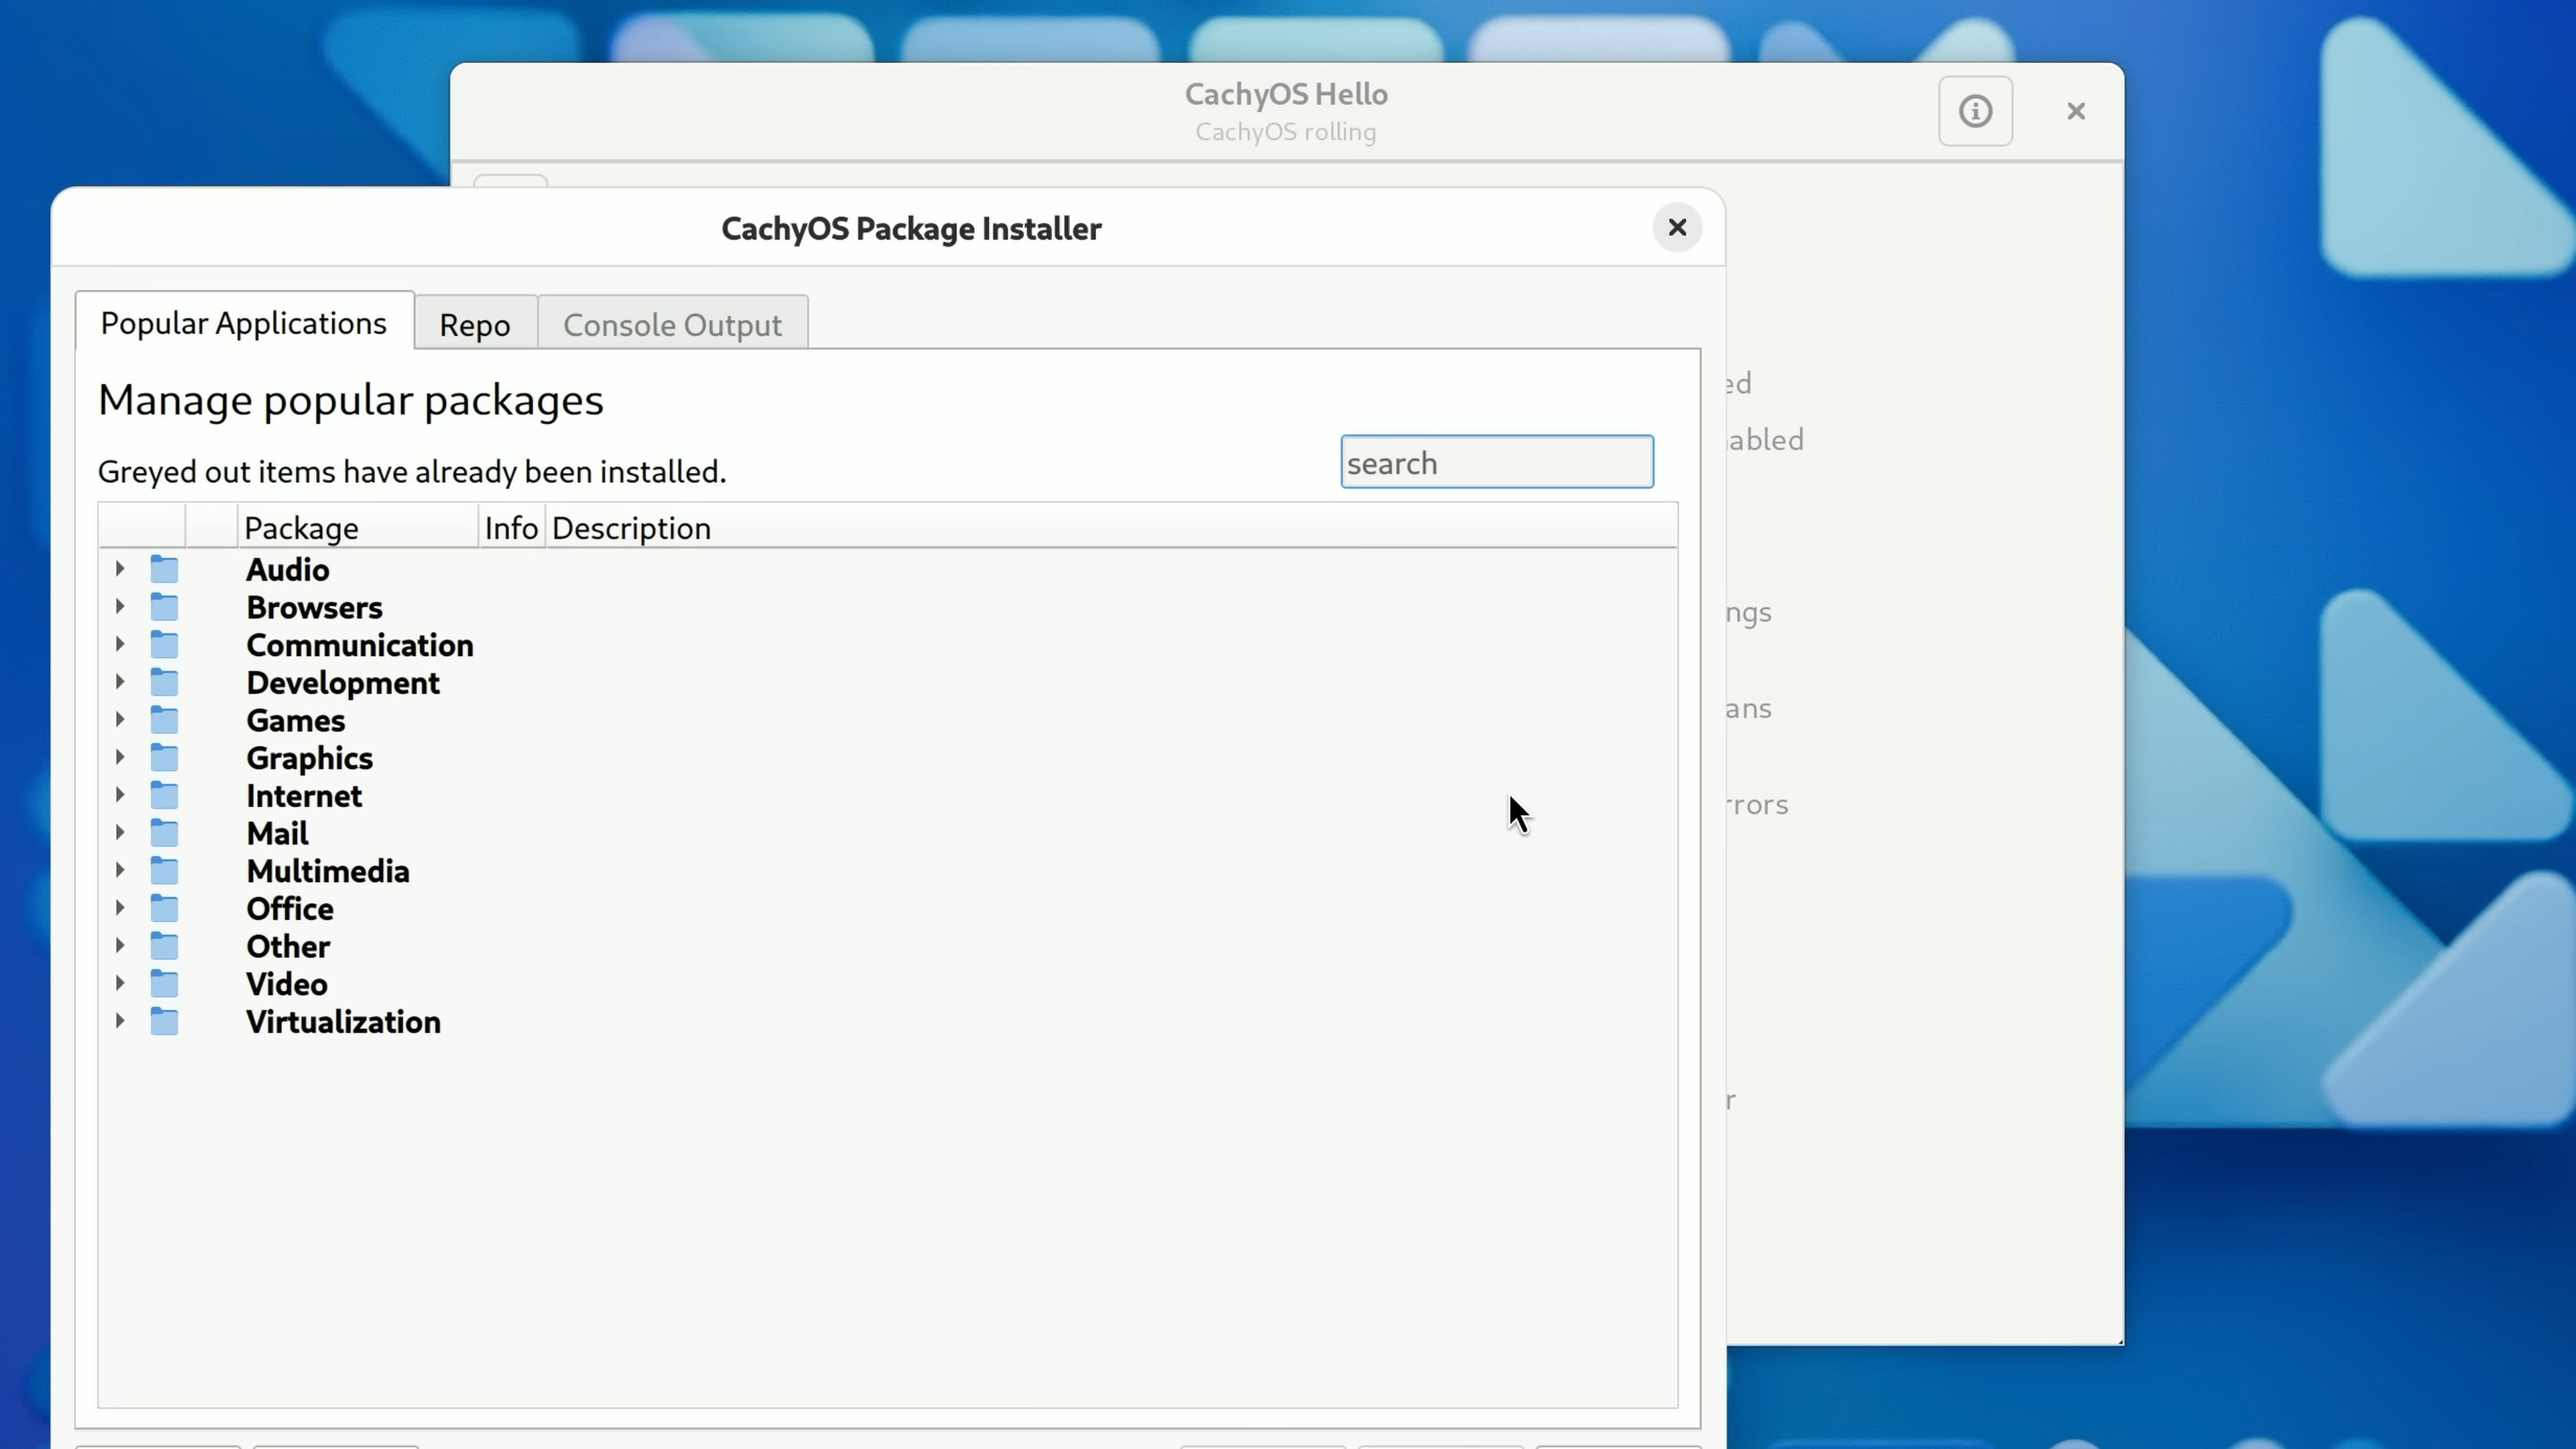 CachyOS Hello
CachyOS rolling
CachyOS Package Installer
Popular Applications
Repo
Console Output
Manage popular packages
search
Greyed out items have already been installed.
Package Info Description
Audio
Browsers
Communication
Development
Games
Graphics
Internet
Mail
Multimedia
Office
Other
Video
Virtualization